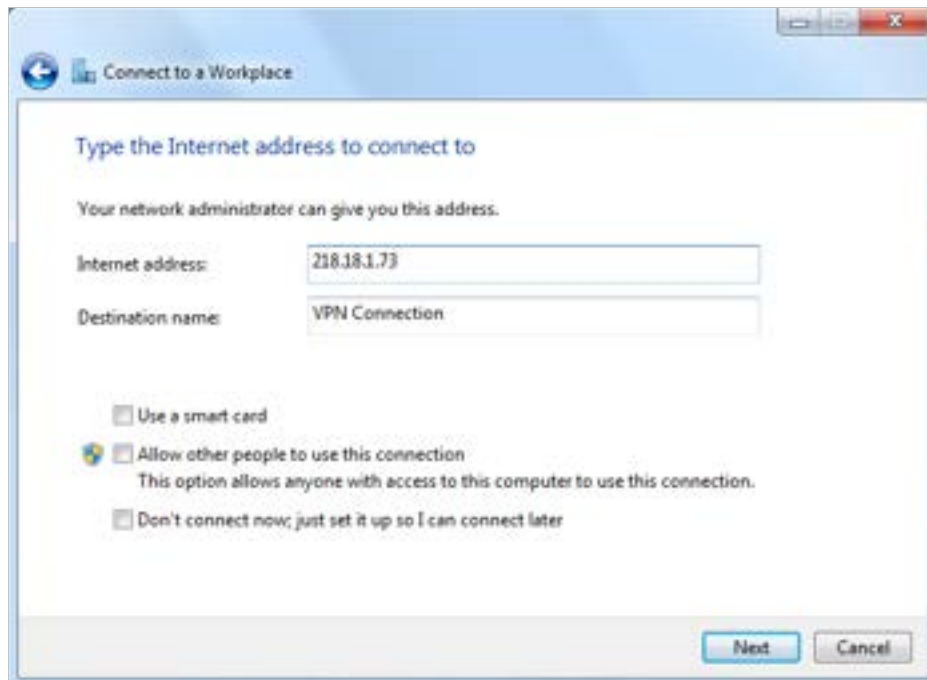 Connect to a Workplace
Type the Internet address to connect to
Your network administrator can give you this address.
Internet address: 218.18.1.73
Destination name: VPN Connection
Use a smart card
Allow other people to use this connection
This option allows anyone with access to this computer to use this connection.
Don't connect now; just set it up so I can connect later
Next Cancel